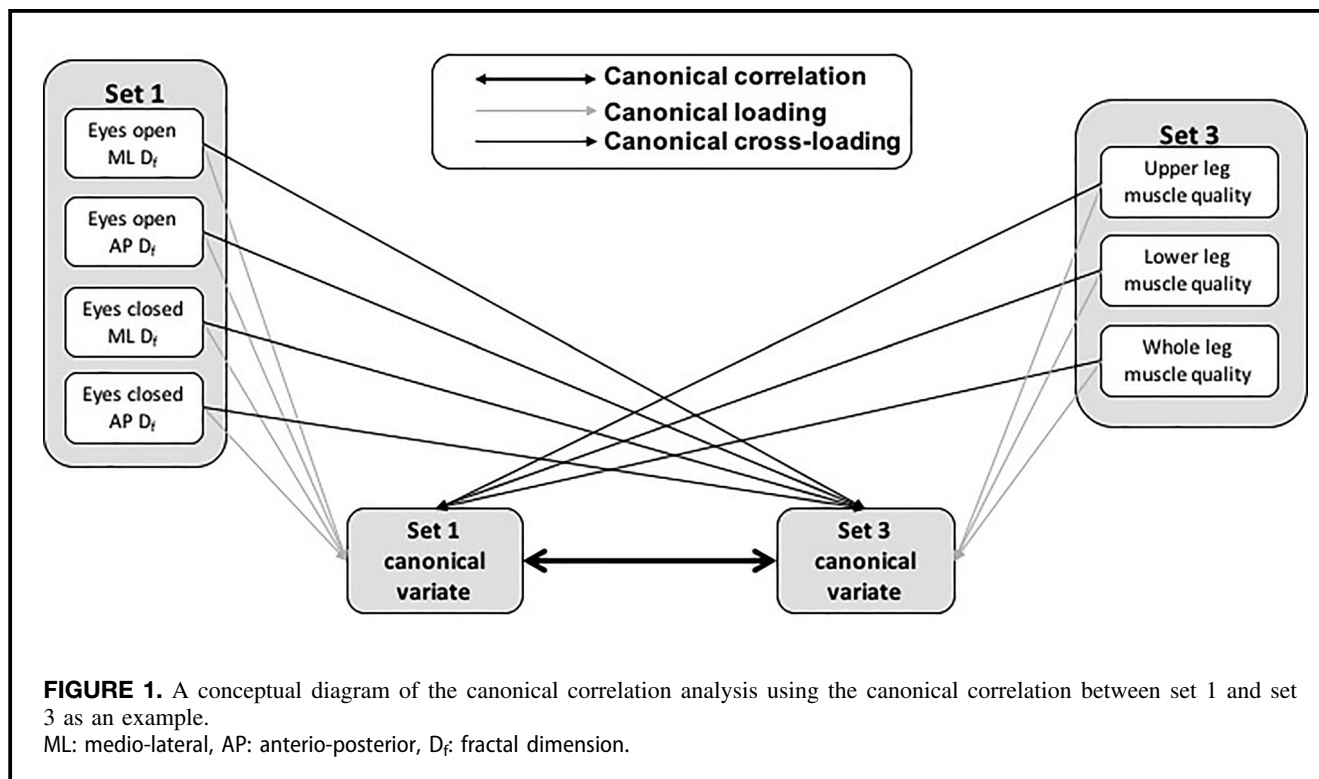 Set 1
Eyes open
ML Df
Eyes open
AP Df
Eyes closed
ML Df
Eyes closed
AP Df
Canonical correlation
Canonical loading
Canonical cross-loading
Set 3
Upper leg
muscle quality
Lower leg
muscle quality
Whole leg
muscle quality
Set 1
canonical
variate
Set 3
canonical
variate
FIGURE 1. A conceptual diagram of the canonical correlation analysis using the canonical correlation between set 1 and set
3 as an example.
ML: medio-lateral, AP: anterio-posterior, Df: fractal dimension.